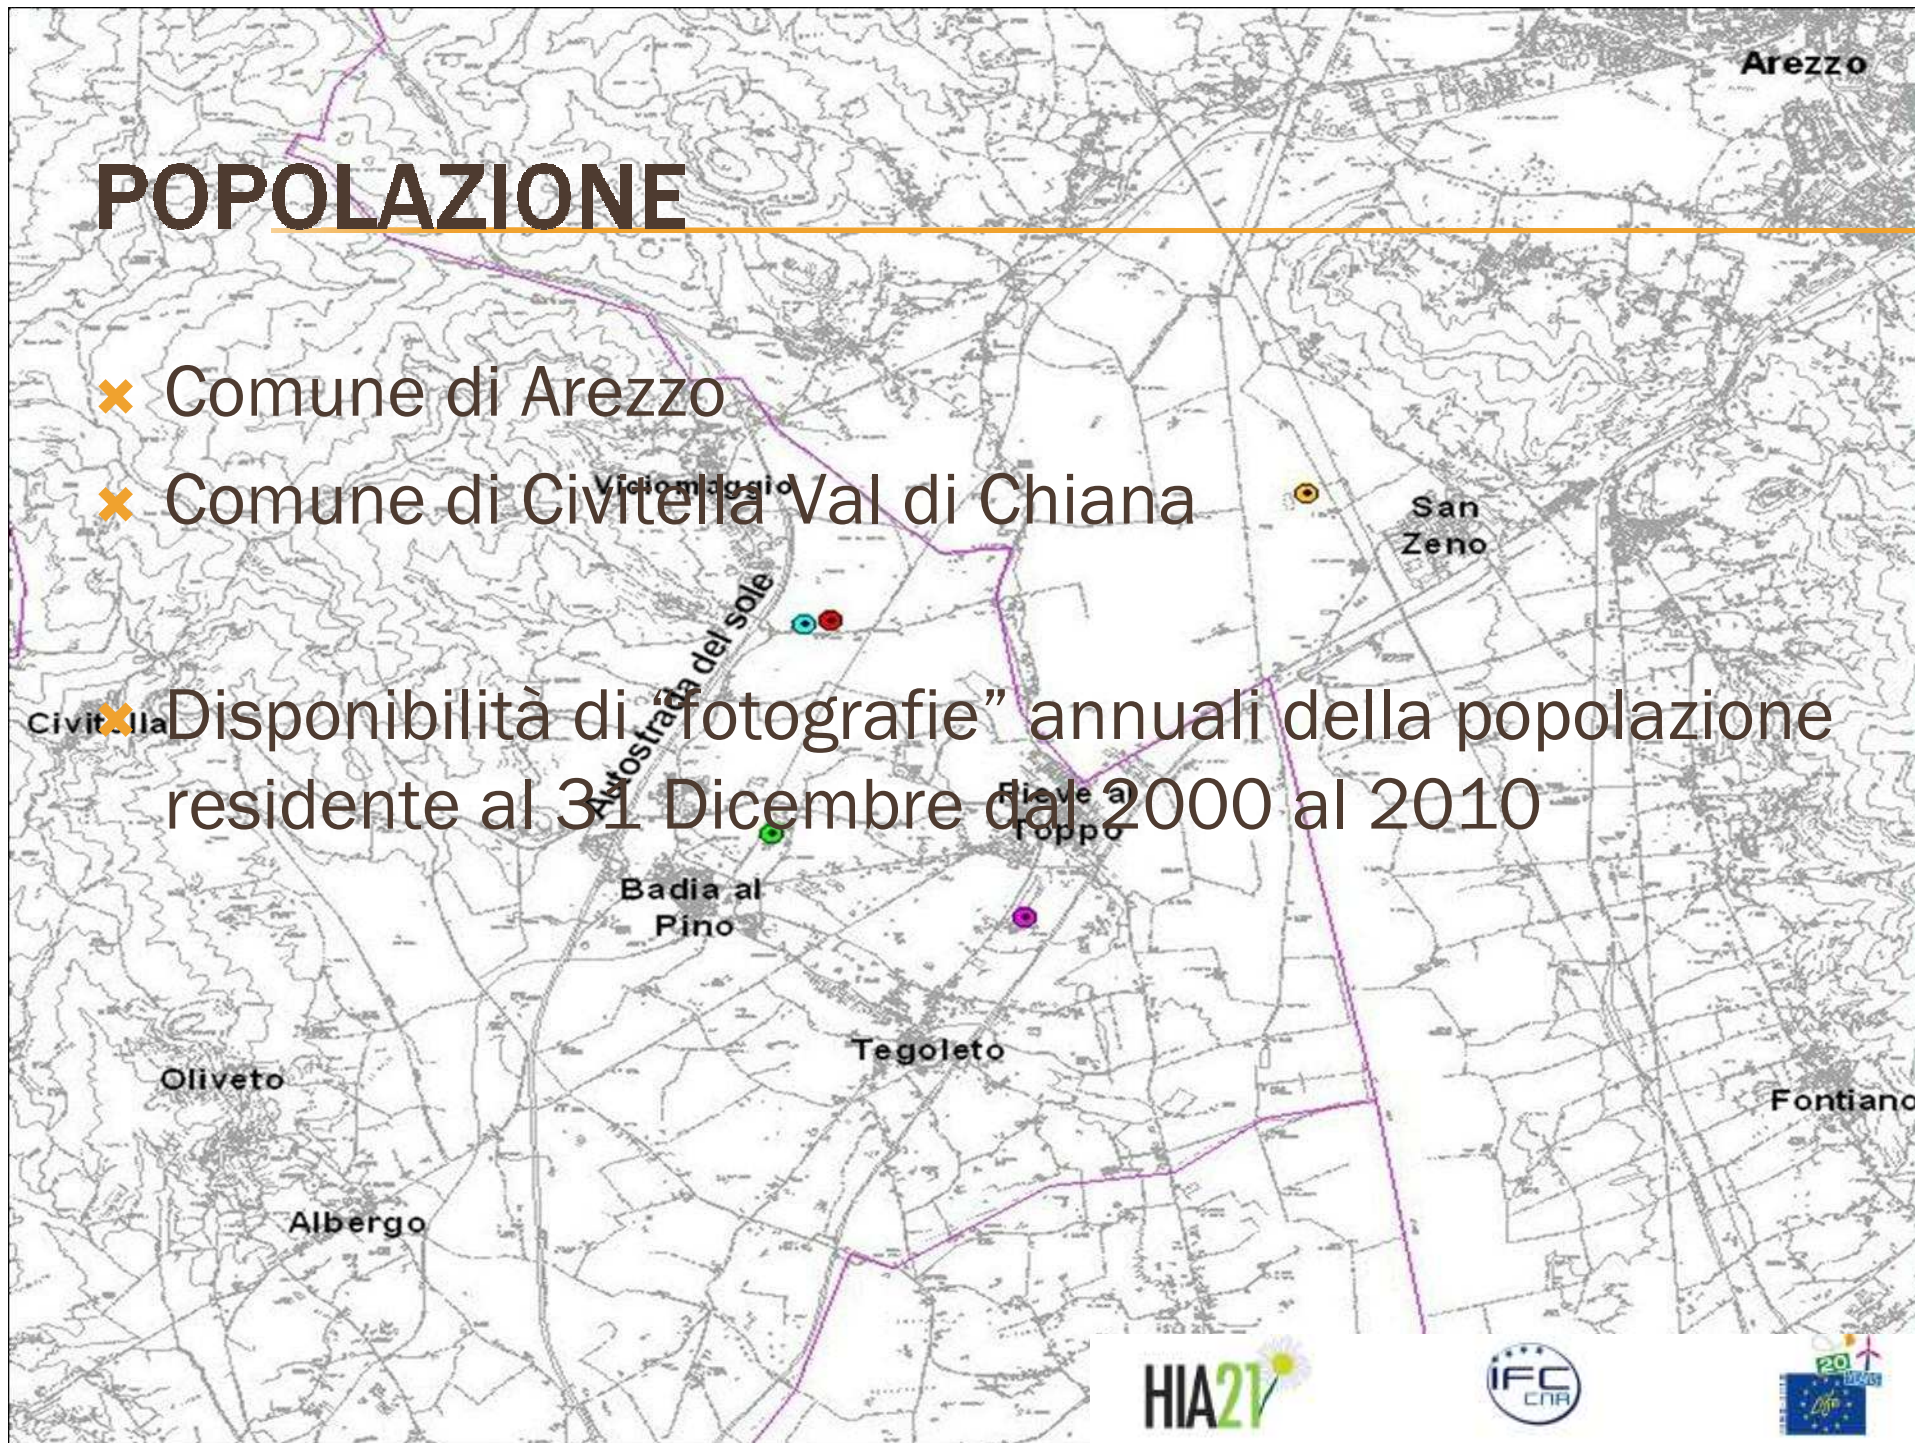 Arezzo
POPOLAZIONE
Comune di Arezzo
Comune di Civitella Val di Chiana
Viciomaggio
San
Zeno
Autostrada del sole
Civitella
Disponibilità di “fotografie” annuali della popolazione
residente al 31 Dicembre dal 2000 al 2010
Pieve al
Toppo
Badia al
Pino
Tegoleto
Oliveto
Fontiano
Albergo
HIA21
IFC
CNR
20